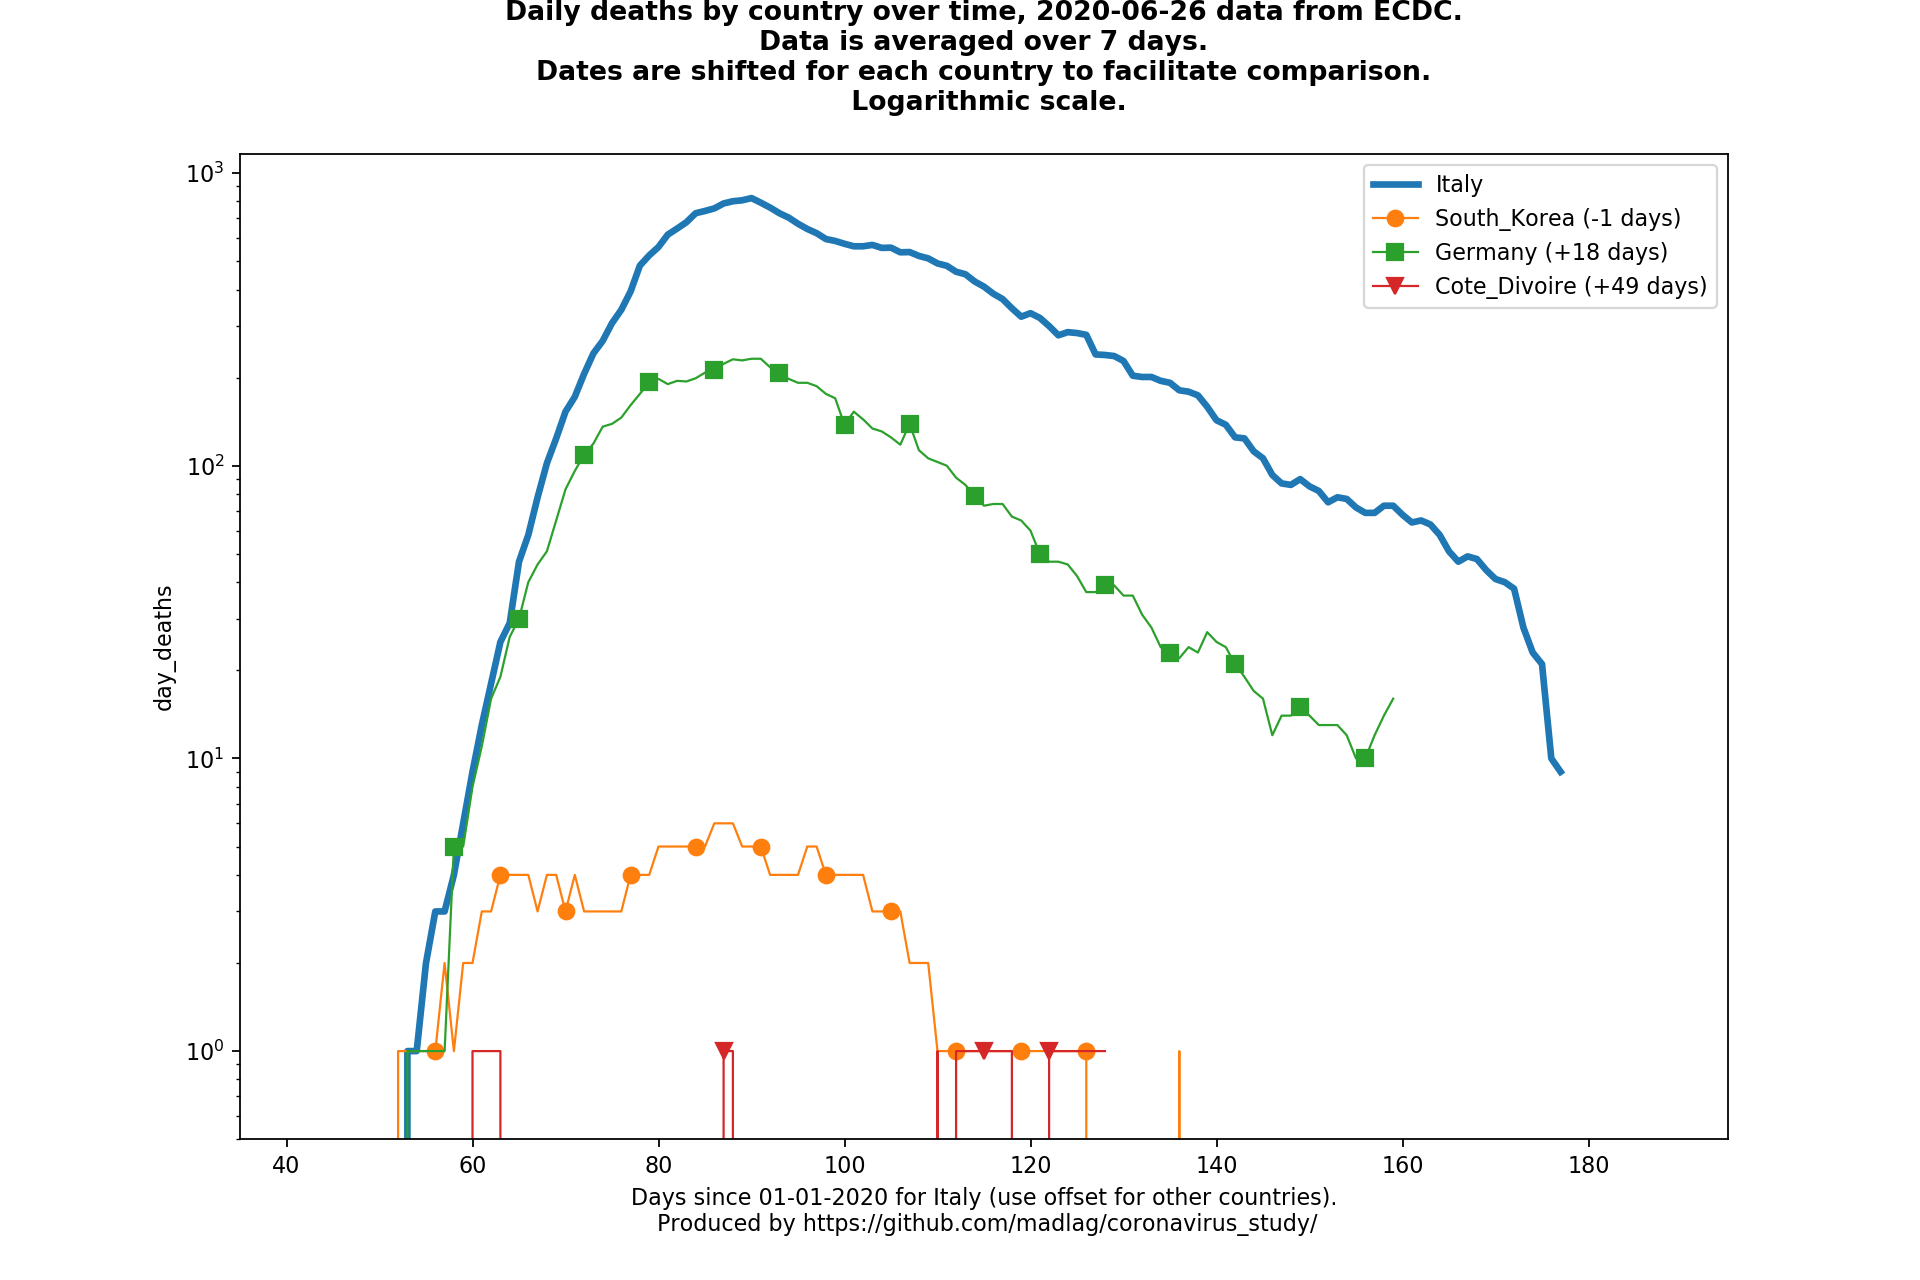 Daily deaths by country over time, 2020-06-26 data from ECDC.
Data is averaged over 7 days.
Dates are shifted for each country to facilitate comparison.
Logarithmic scale.
10³
10²
10¹
10⁰
day_deaths
Italy
South_Korea (-1 days)
Germany (+18 days)
Cote_Divoire (+49 days)
40 60 80 100 120 140 160 180
Days since 01-01-2020 for Italy (use offset for other countries).
Produced by https://github.com/madlag/coronavirus_study/